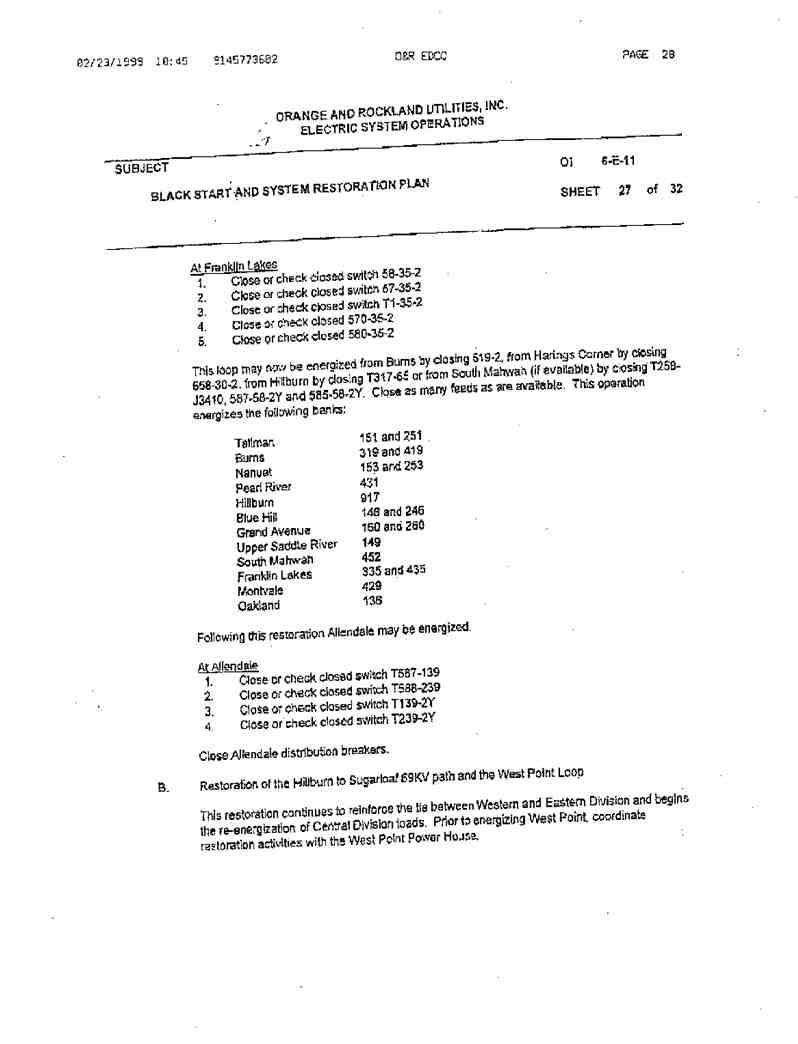 02/23/1999 10:45 9145773682 O&R EDCC PAGE 28
ORANGE AND ROCKLAND UTILITIES, INC.
ELECTRIC SYSTEM OPERATIONS
SUBJECT OI 6-E-11
BLACK START AND SYSTEM RESTORATION PLAN SHEET 27 of 32
At Franklin Lakes
1. Close or check closed switch 58-35-2
2. Close or check closed switch 67-35-2
3. Close or check closed switch T1-35-2
4. Close or check closed 570-35-2
5. Close or check closed 580-35-2
This loop may now be energized from Burns by closing 619-2, from Harings Corner by closing
658-30-2, from Hillburn by closing T317-65 or from South Mahwah (if available) by closing T258-
J3410, 587-58-2Y and 585-58-2Y. Close as many feeds as are available. This operation
energizes the following banks:
Tallman 151 and 251
Burns 319 and 419
Nanuet 153 and 253
Pearl River 431
Hillburn 917
Blue Hill 146 and 246
Grand Avenue 160 and 260
Upper Saddle River 149
South Mahwah 452
Franklin Lakes 335 and 435
Montvale 429
Oakland 136
Following this restoration Allendale may be energized.
At Allendale
1. Close or check closed switch T587-139
2. Close or check closed switch T588-239
3. Close or check closed switch T139-2Y
4. Close or check closed switch T239-2Y
Close Allendale distribution breakers.
B. Restoration of the Hillburn to Sugarloaf 69KV path and the West Point Loop
This restoration continues to reinforce the tie between Western and Eastern Division and begins
the re-energization of Central Division loads. Prior to energizing West Point, coordinate
restoration activities with the West Point Power House.